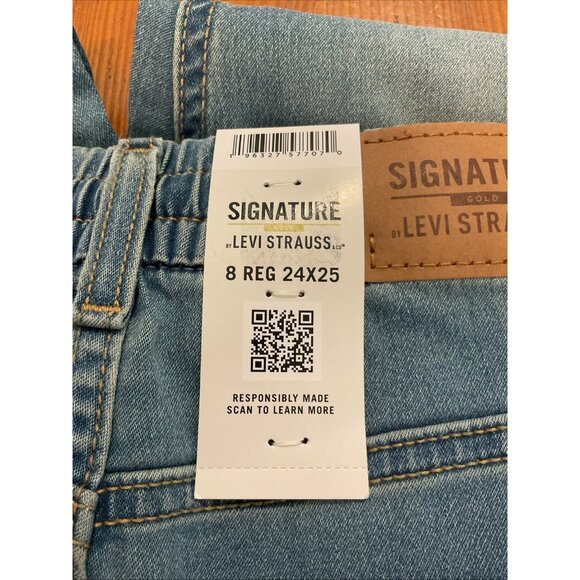 1 96327 57707 0
SIGNATURE
GOLD
BY LEVI STRAUSS &CO™
8 REG 24X25
RESPONSIBLY MADE
SCAN TO LEARN MORE
SIGNATURE
GOLD
BY LEVI STRAUSS